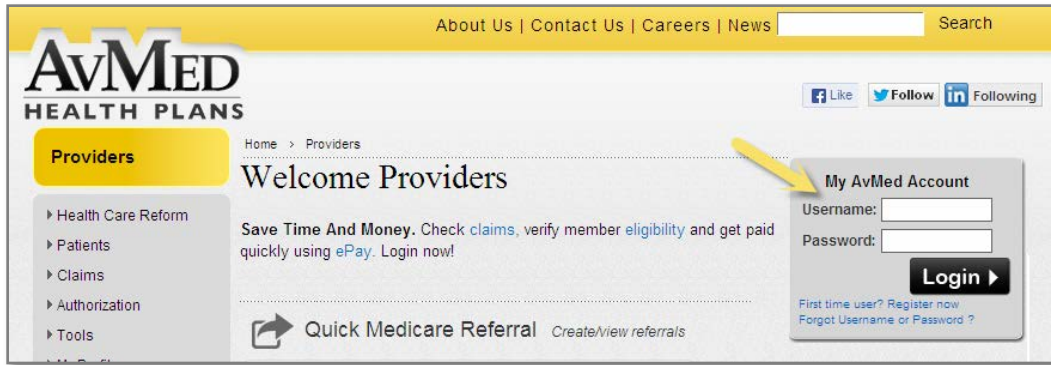 About Us | Contact Us | Careers | News
Search
AvMED
HEALTH PLANS
Like
Follow
in Following
Providers
Home > Providers
Welcome Providers
Save Time And Money. Check claims, verify member eligibility and get paid
quickly using ePay. Login now!
Health Care Reform
Patients
Claims
Authorization
Tools
Quick Medicare Referral Create/view referrals
My AvMed Account
Username:
Password:
Login
First time user? Register now
Forgot Username or Password ?